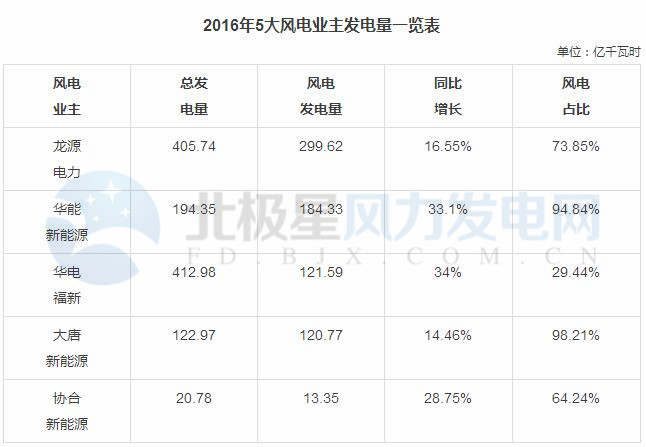 2016年5大风电业主发电量一览表
单位：亿千瓦时
风电 总发 风电 同比 风电
业主 电量 发电量 增长 占比
龙源 405.74 299.62 16.55% 73.85%
电力
华能 194.35 184.33 33.1% 94.84%
新能源
北极星风力发电网
FD.BJX.COM.CN
华电 412.98 121.59 34% 29.44%
福新
大唐 122.97 120.77 14.46% 98.21%
新能源
协合 20.78 13.35 28.75% 64.24%
新能源